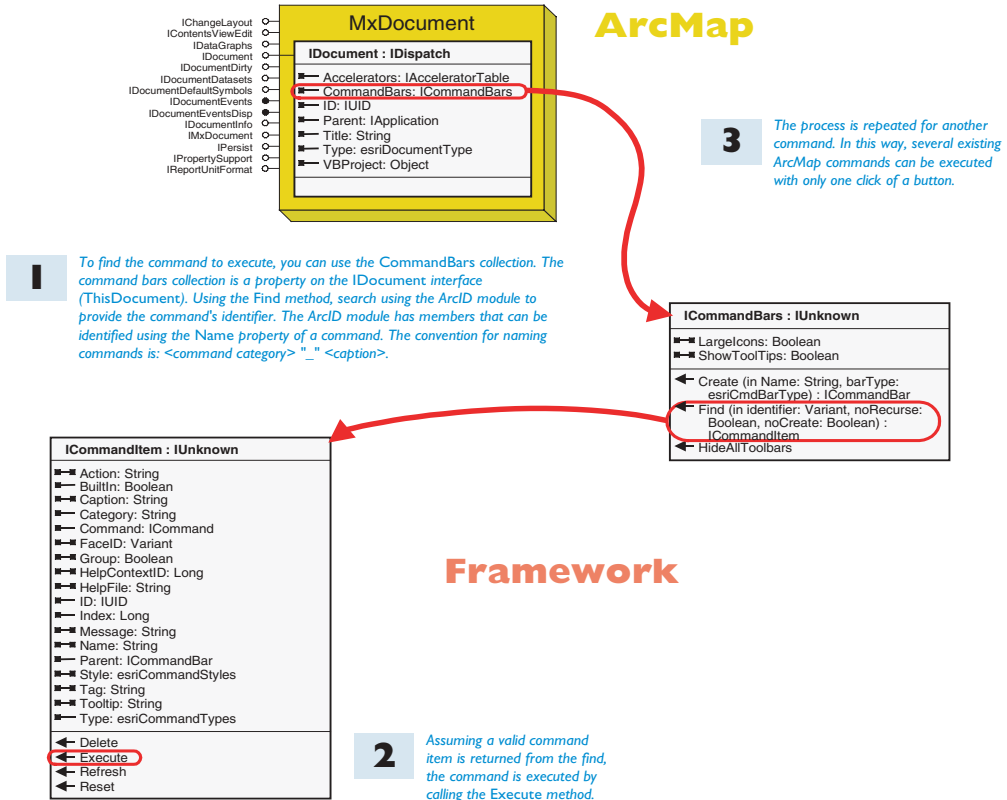 MxDocument
ArcMap
IChangeLayout
IContentsViewEdit
IDataGraphs
IDocument
IDocumentDirty
IDocumentDatasets
IDocumentDefaultSymbols
IDocumentEvents
IDocumentEventsDisp
IDocumentInfo
IMxDocument
IPersist
IPropertySupport
IReportUnitFormat
IDocument : IDispatch
Accelerators: IAcceleratorTable
CommandBars: ICommandBars
ID: IUID
Parent: IApplication
Title: String
Type: esriDocumentType
VBProject: Object
3
The process is repeated for another
command. In this way, several existing
ArcMap commands can be executed
with only one click of a button.
1
To find the command to execute, you can use the CommandBars collection. The
command bars collection is a property on the IDocument interface
(ThisDocument). Using the Find method, search using the ArcID module to
provide the command's identifier. The ArcID module has members that can be
identified using the Name property of a command. The convention for naming
commands is: <command category> "_" <caption>.
ICommandBars : IUnknown
LargeIcons: Boolean
ShowToolTips: Boolean
Create (in Name: String, barType:
esriCmdBarType) : ICommandBar
Find (in identifier: Variant, noRecurse:
Boolean, noCreate: Boolean) :
ICommandItem
HideAllToolbars
ICommandItem : IUnknown
Action: String
BuiltIn: Boolean
Caption: String
Category: String
Command: ICommand
FaceID: Variant
Group: Boolean
HelpContextID: Long
HelpFile: String
ID: IUID
Index: Long
Message: String
Name: String
Parent: ICommandBar
Style: esriCommandStyles
Tag: String
Tooltip: String
Type: esriCommandTypes
Delete
Execute
Refresh
Reset
Framework
2
Assuming a valid command
item is returned from the find,
the command is executed by
calling the Execute method.